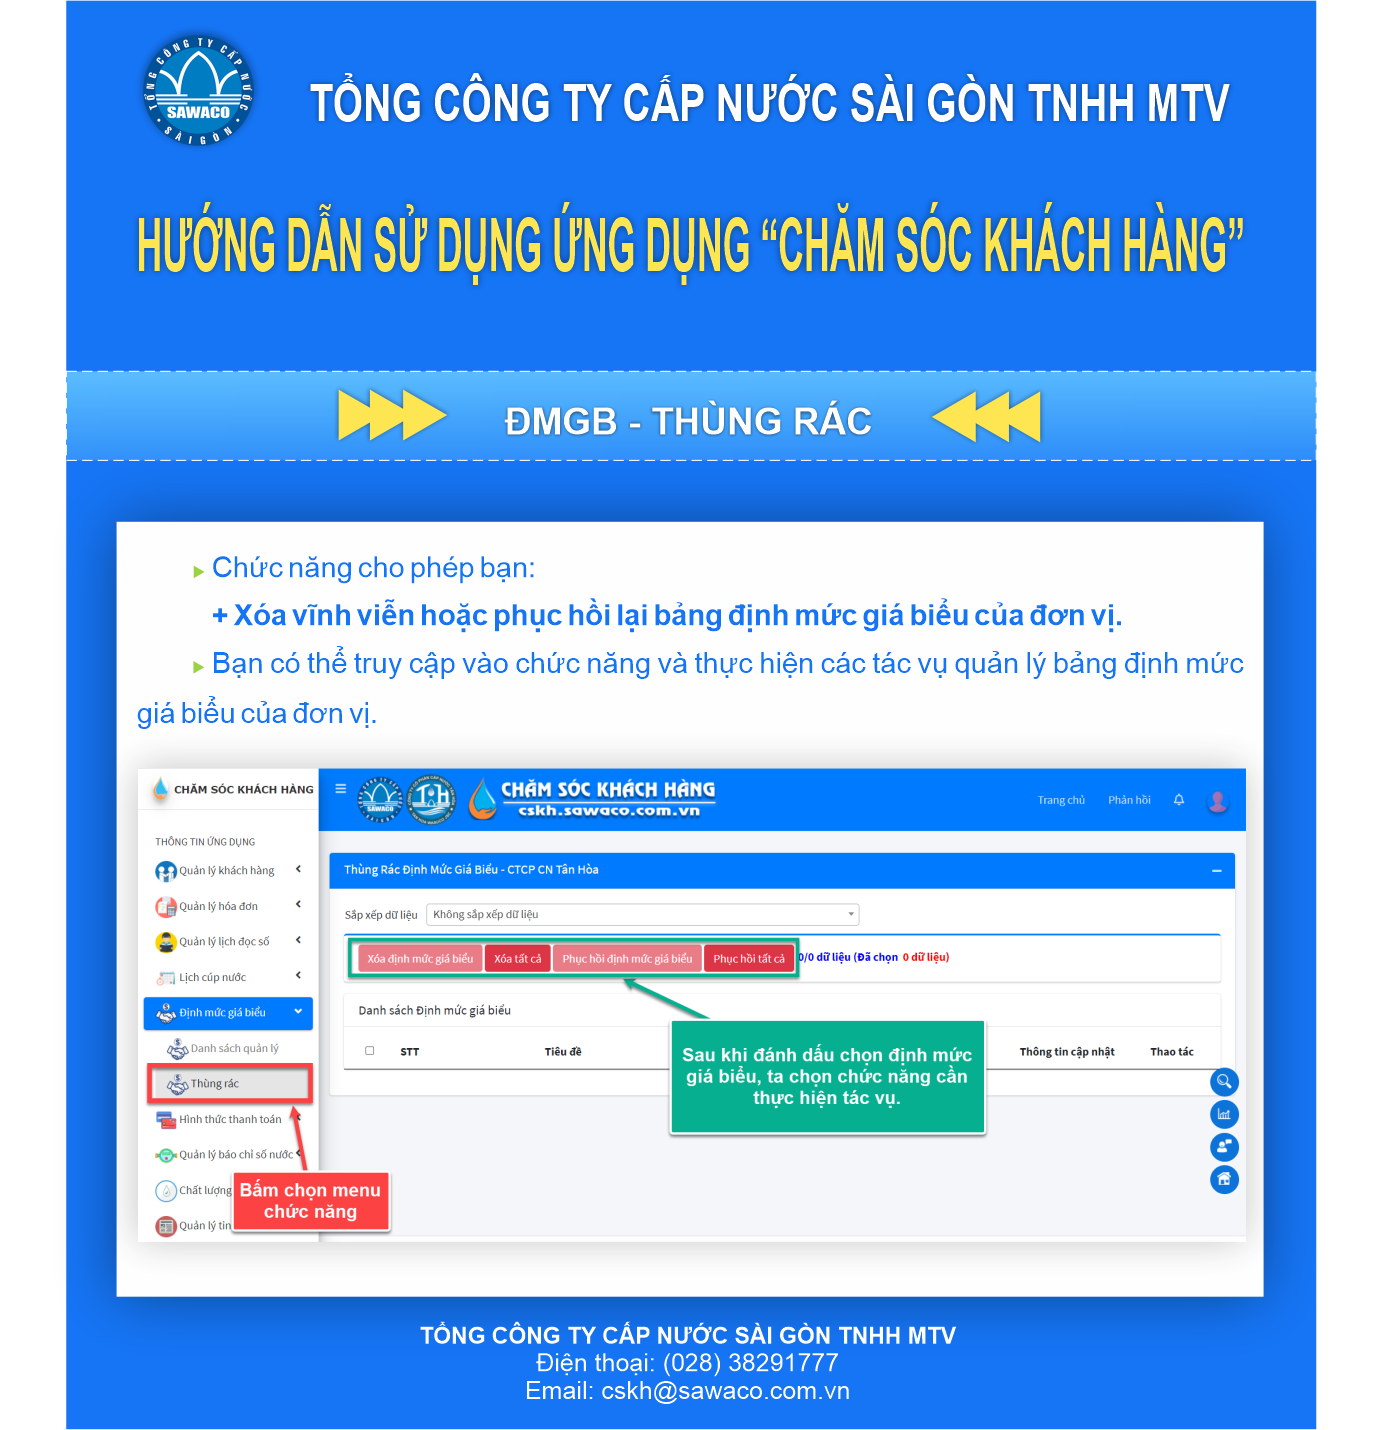 TỔNG CÔNG TY CẤP NƯỚC
SAWACO
SÀI GÒN
TỔNG CÔNG TY CẤP NƯỚC SÀI GÒN TNHH MTV
HƯỚNG DẪN SỬ DỤNG ỨNG DỤNG “CHĂM SÓC KHÁCH HÀNG”
ĐMGB - THÙNG RÁC
Chức năng cho phép bạn:
+ Xóa vĩnh viễn hoặc phục hồi lại bảng định mức giá biểu của đơn vị.
Bạn có thể truy cập vào chức năng và thực hiện các tác vụ quản lý bảng định mức
giá biểu của đơn vị.
CHĂM SÓC KHÁCH HÀNG
SAWACO
CHĂM SÓC KHÁCH HÀNG
cskh.sawaco.com.vn
Trang chủ Phản hồi
THÔNG TIN ỨNG DỤNG
Quản lý khách hàng
Quản lý hóa đơn
Quản lý lịch đọc số
Lịch cúp nước
Định mức giá biểu
Danh sách quản lý
Thùng rác
Hình thức thanh toán
Quản lý báo chỉ số nước
Chất lượng
Quản lý tin
Bấm chọn menu
chức năng
Thùng Rác Định Mức Giá Biểu - CTCP CN Tân Hòa
Sắp xếp dữ liệu Không sắp xếp dữ liệu
Xóa định mức giá biểu Xóa tất cả Phục hồi định mức giá biểu Phục hồi tất cả 0/0 dữ liệu (Đã chọn 0 dữ liệu)
Danh sách Định mức giá biểu
STT Tiêu đề Thông tin cập nhật Thao tác
Sau khi đánh dấu chọn định mức
giá biểu, ta chọn chức năng cần
thực hiện tác vụ.
TỔNG CÔNG TY CẤP NƯỚC SÀI GÒN TNHH MTV
Điện thoại: (028) 38291777
Email: cskh@sawaco.com.vn